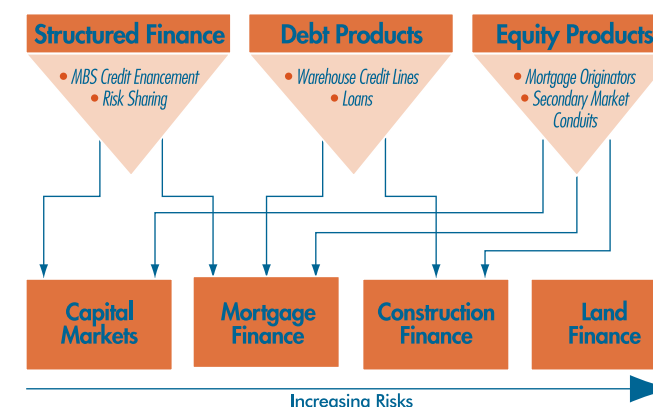 Structured Finance
• MBS Credit Enancement
• Risk Sharing
Debt Products
• Warehouse Credit Lines
• Loans
Equity Products
• Mortgage Originators
• Secondary Market
Conduits
Capital
Markets
Mortgage
Finance
Construction
Finance
Land
Finance
Increasing Risks